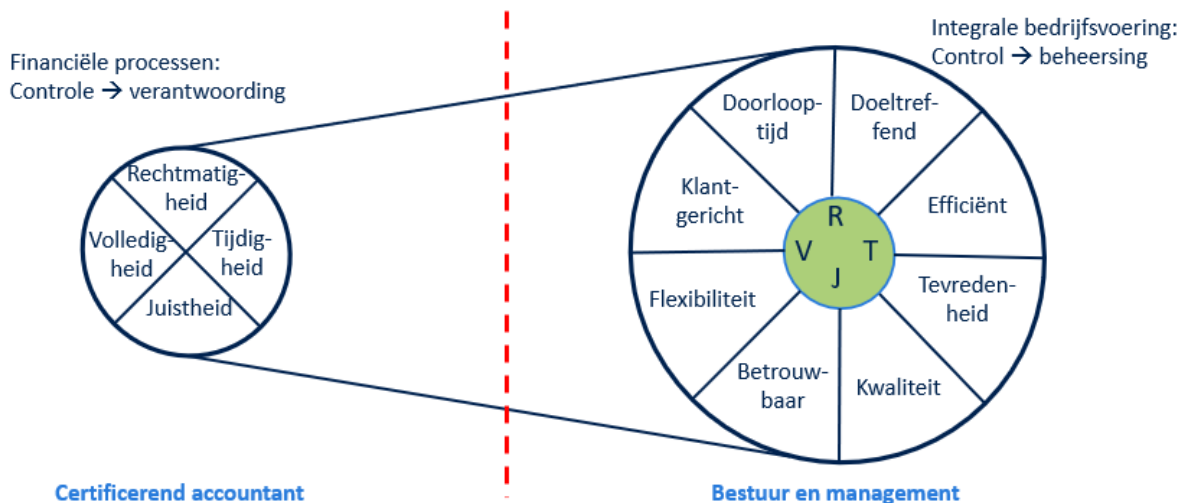 Financiële processen:
Controle → verantwoording
Rechtmatig-
heid
Volledig-
heid
Tijdig-
heid
Juistheid
Certificerend accountant
Integrale bedrijfsvoering:
Control → beheersing
Doorloop-
tijd
Doeltref-
fend
Klant-
gericht
Efficiënt
R
V T
J
Flexibiliteit
Tevreden-
heid
Betrouw-
baar
Kwaliteit
Bestuur en management